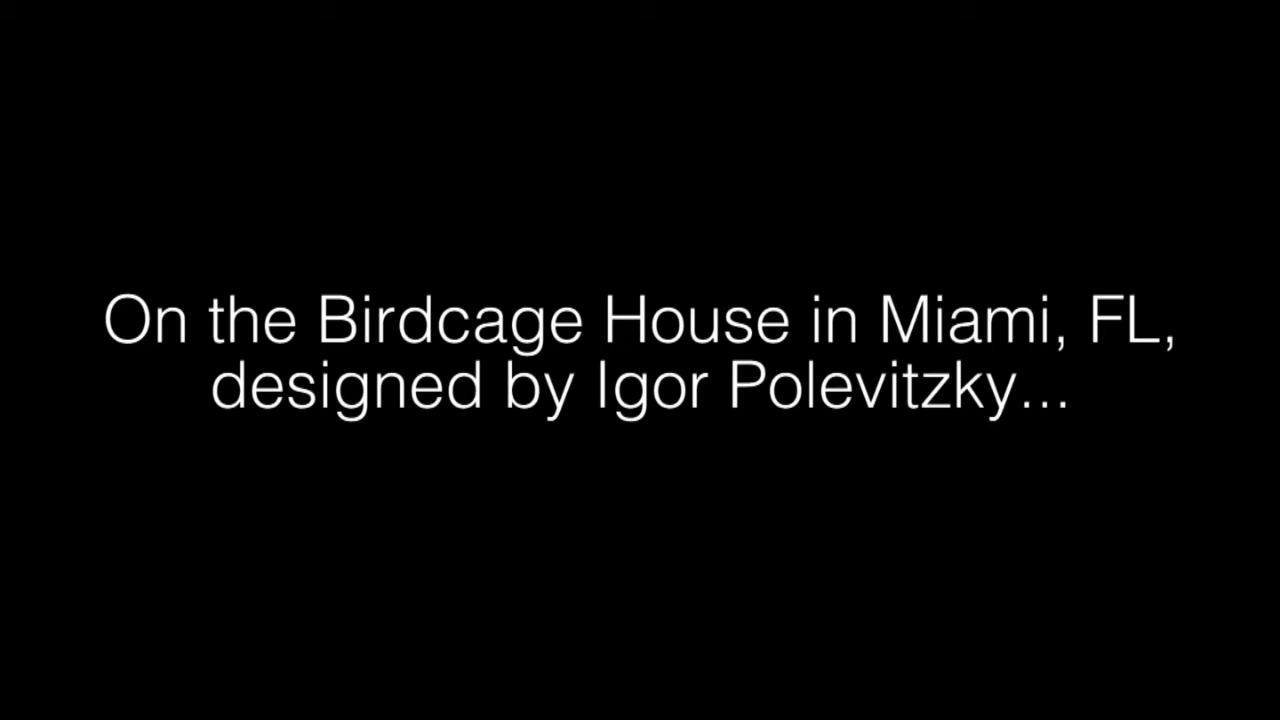 On the Birdcage House in Miami, FL,
designed by Igor Polevitzky...